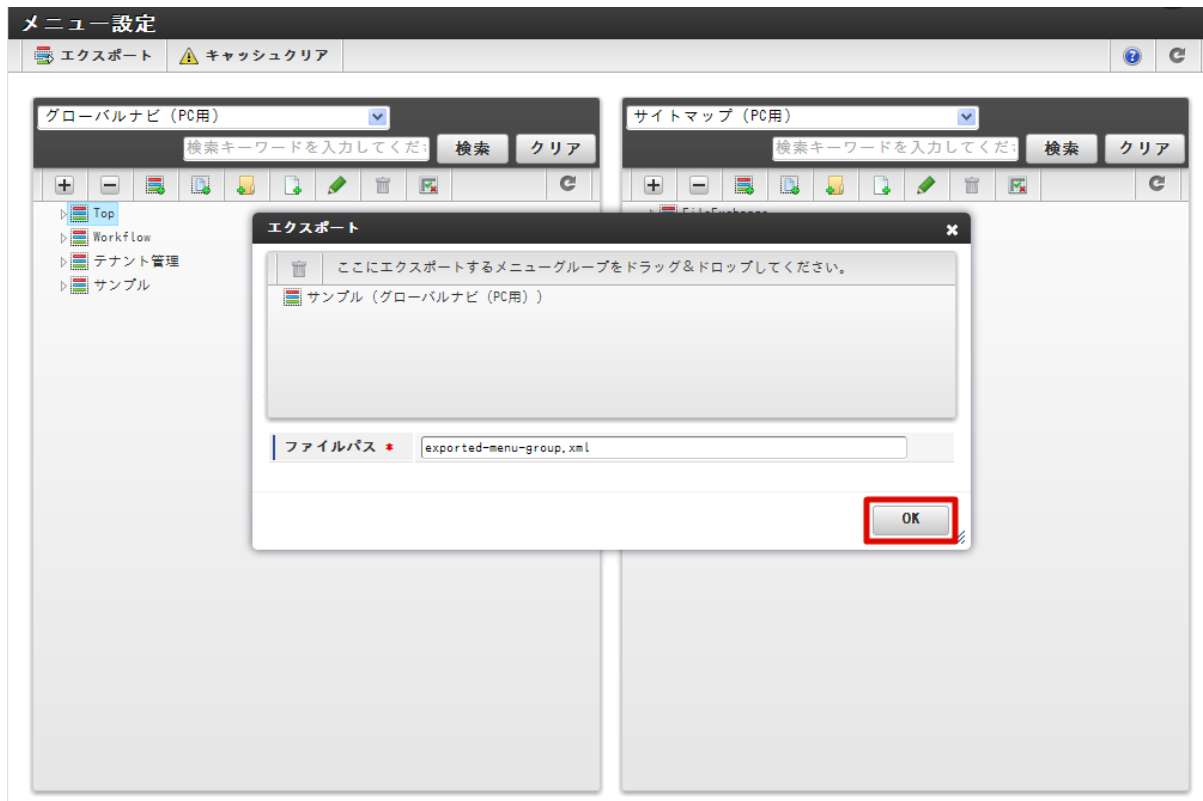 メニュー設定
エクスポート キャッシュクリア
グローバルナビ（PC用）
検索キーワードを入力してくだ 検索 クリア
Top
Workflow
テナント管理
サンプル
サイトマップ（PC用）
検索キーワードを入力してくだ 検索 クリア
エクスポート
ここにエクスポートするメニューグループをドラッグ＆ドロップしてください。
サンプル（グローバルナビ（PC用））
ファイルパス * exported-menu-group.xml
OK